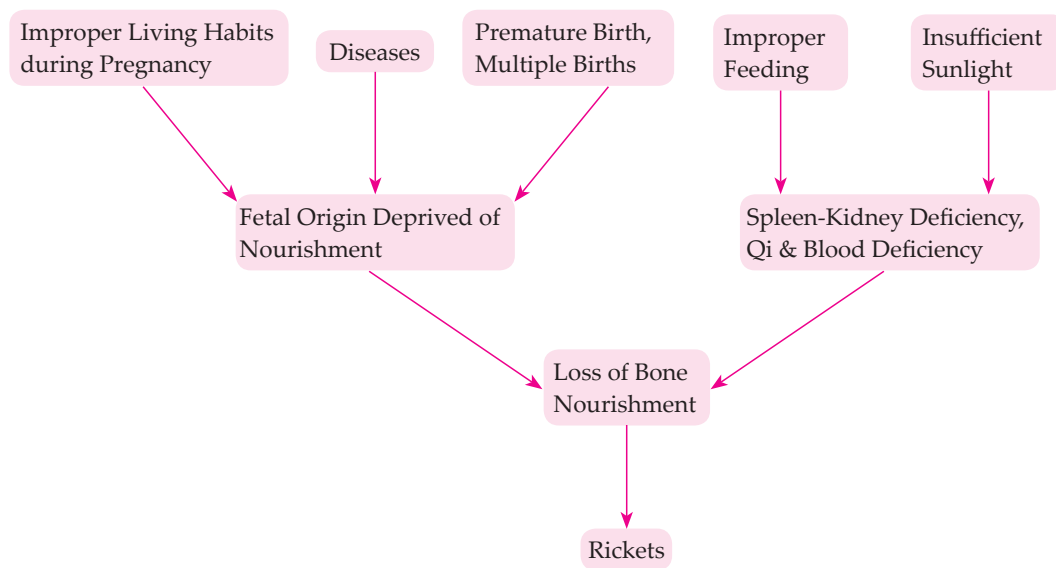 Improper Living Habits
during Pregnancy
Diseases
Premature Birth,
Multiple Births
Improper
Feeding
Insufficient
Sunlight
Fetal Origin Deprived of
Nourishment
Spleen-Kidney Deficiency,
Qi & Blood Deficiency
Loss of Bone
Nourishment
Rickets